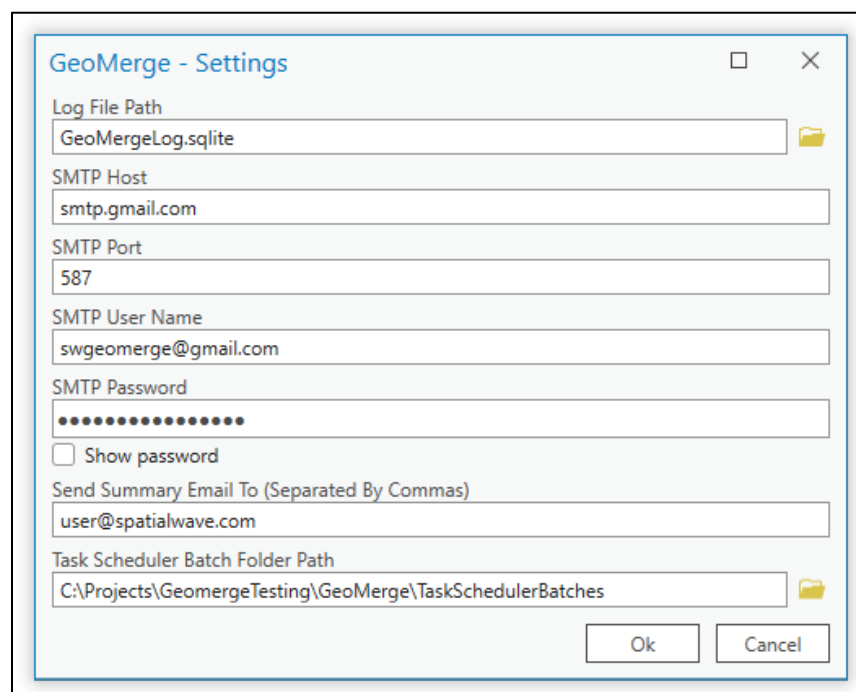 GeoMerge - Settings
Log File Path
GeoMergeLog.sqlite
SMTP Host
smtp.gmail.com
SMTP Port
587
SMTP User Name
swgeomerge@gmail.com
SMTP Password
●●●●●●●●●●●●●●●●
Show password
Send Summary Email To (Separated By Commas)
user@spatialwave.com
Task Scheduler Batch Folder Path
C:\Projects\GeomergeTesting\GeoMerge\TaskSchedulerBatches
Ok Cancel